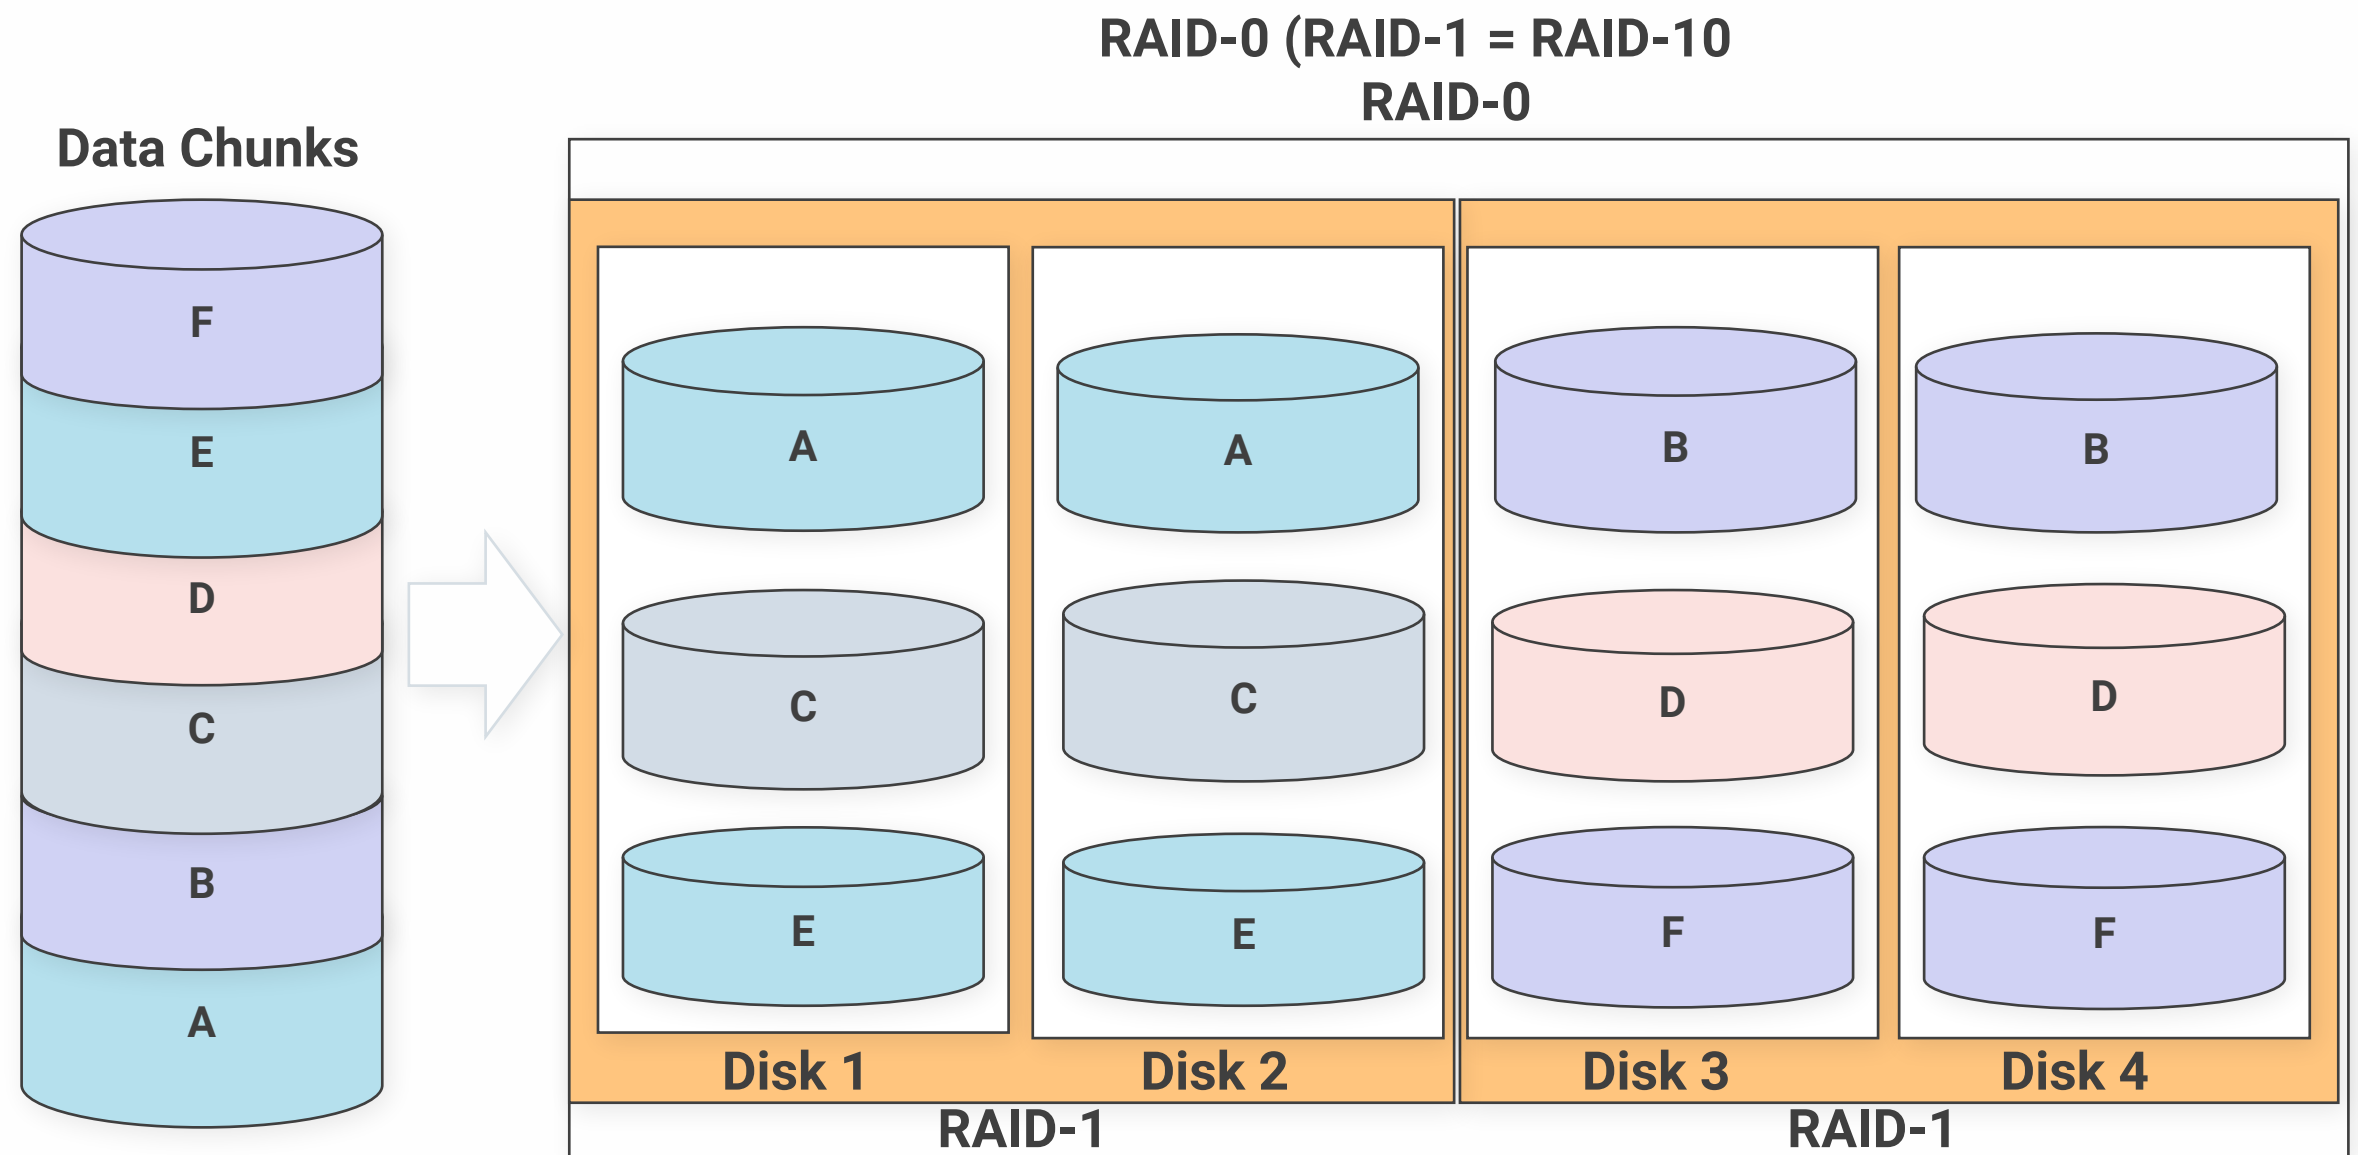 RAID-0 (RAID-1 = RAID-10
RAID-0
Data Chunks
F
E
D
C
B
A
A
A
B
B
C
C
D
D
E
E
F
F
Disk 1
Disk 2
Disk 3
Disk 4
RAID-1
RAID-1